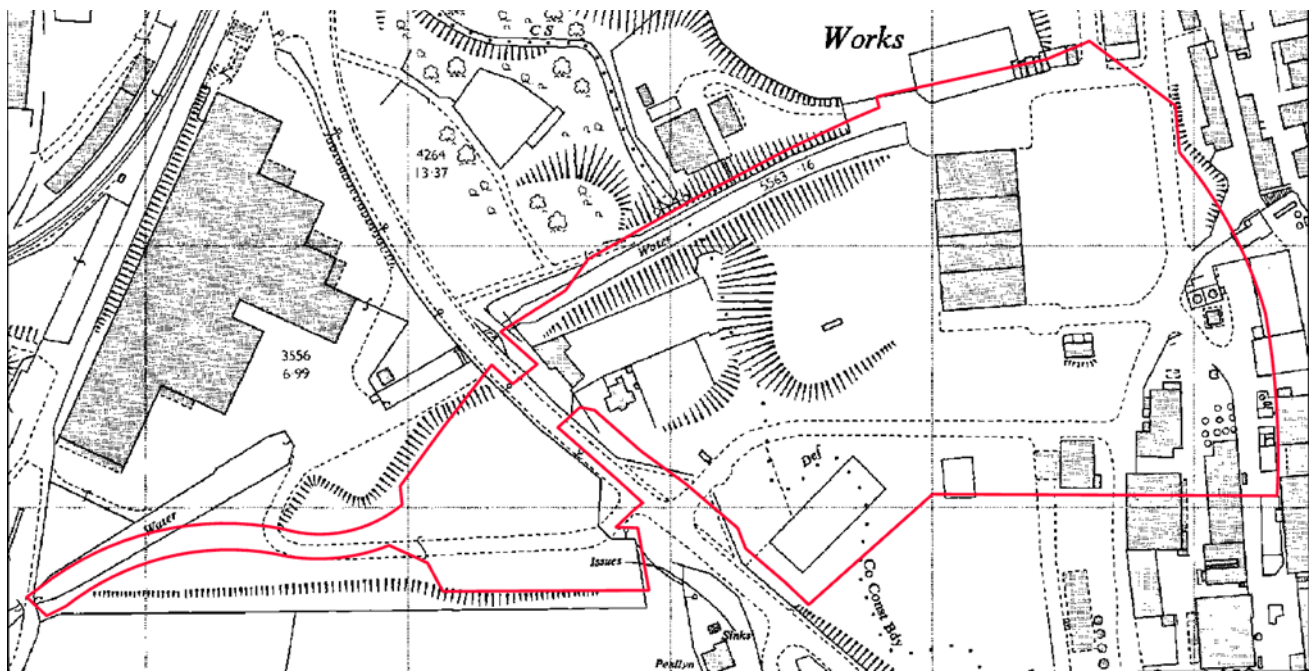 C S
Works
4264
13·37
5563 ·16
Water
3556
6·99
Def
Water
Issues
Co Const Bdy
Sinks
Penllyn